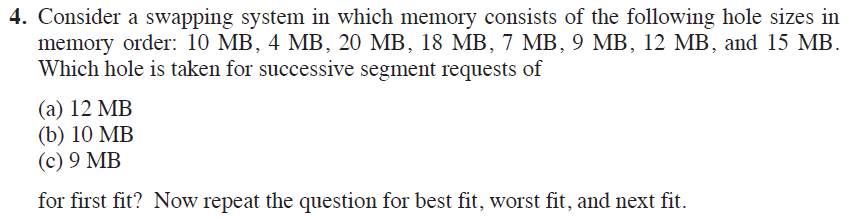 4. Consider a swapping system in which memory consists of the following hole sizes in
memory order: 10 MB, 4 MB, 20 MB, 18 MB, 7 MB, 9 MB, 12 MB, and 15 MB.
Which hole is taken for successive segment requests of
(a) 12 MB
(b) 10 MB
(c) 9 MB
for first fit? Now repeat the question for best fit, worst fit, and next fit.